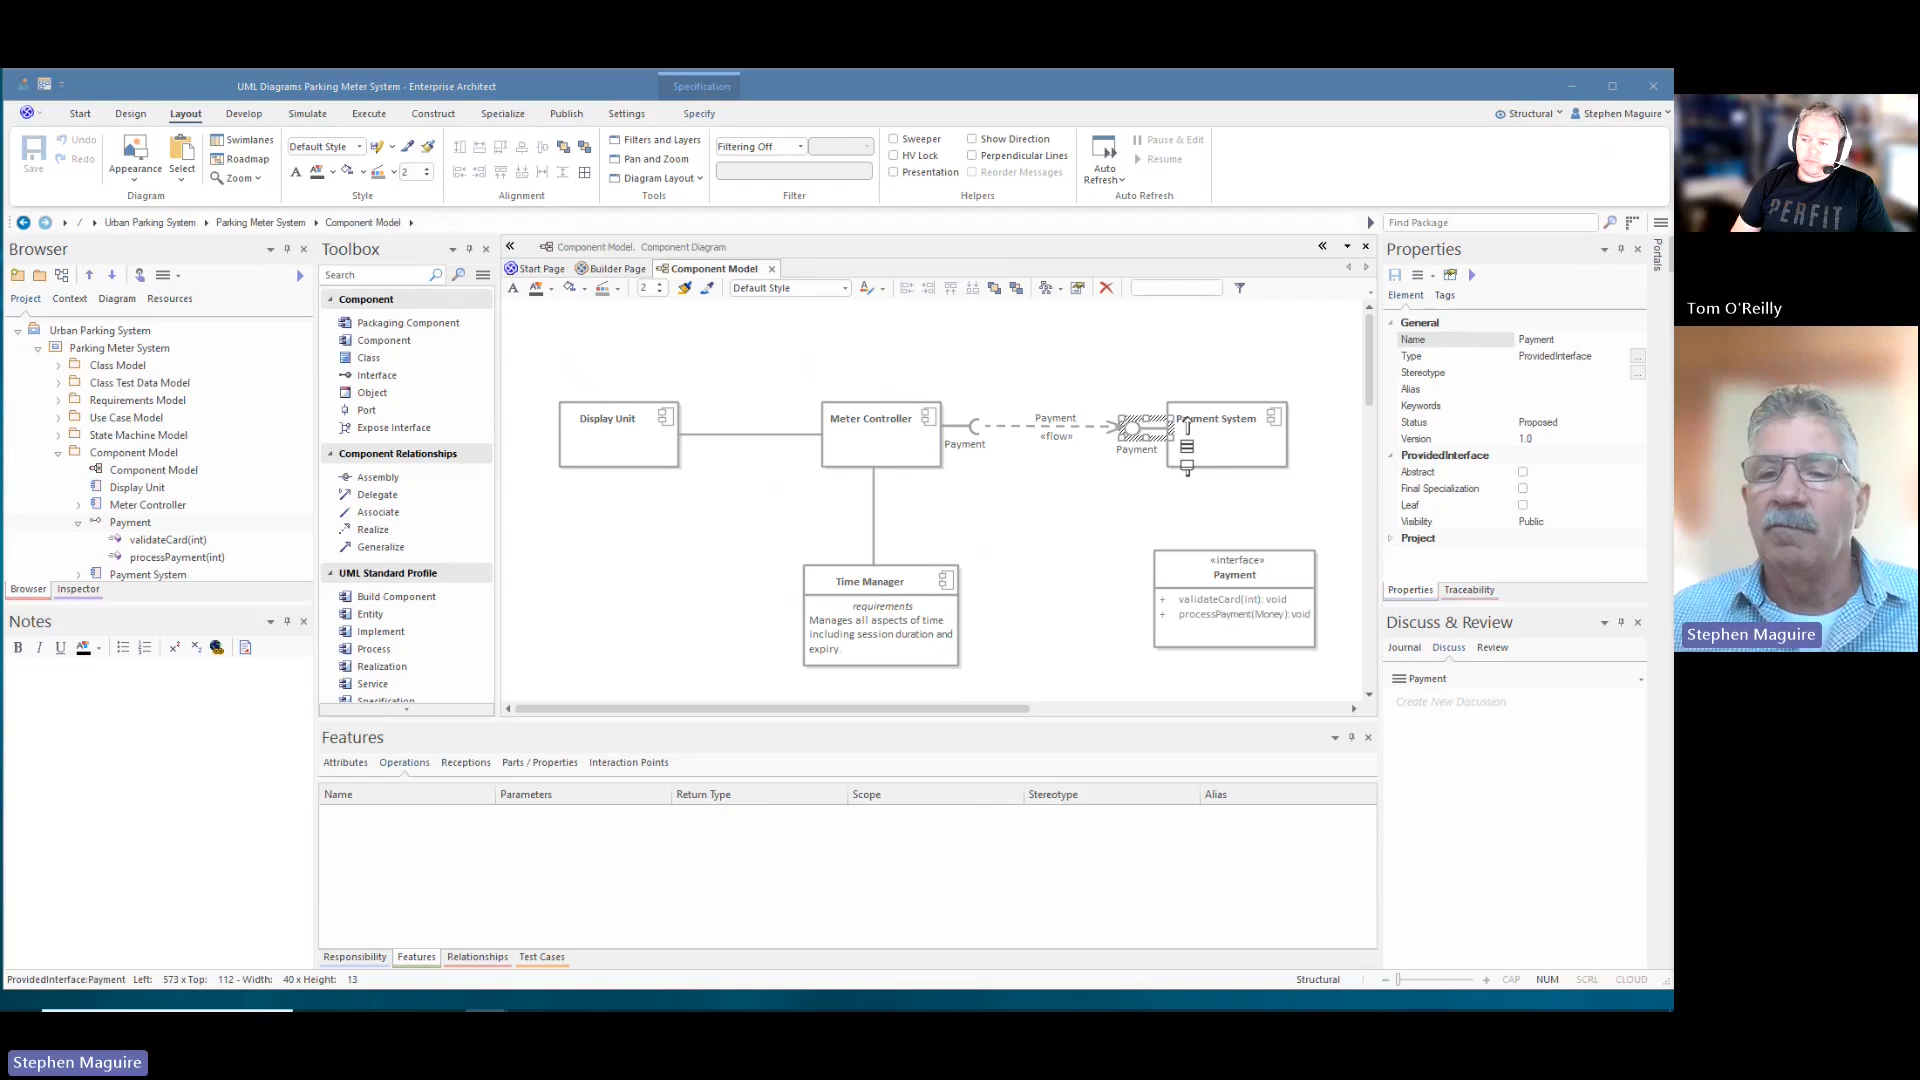 UML Diagrams Parking Meter System - Enterprise Architect
Specification
Start Design Layout Develop Simulate Execute Construct Specialize Publish Settings Specify
Structural Stephen Maguire
Save
Undo
Redo
Appearance
Select
Swimlanes
Roadmap
Zoom
Diagram
Default Style
2
Style
Alignment
Filters and Layers
Pan and Zoom
Diagram Layout
Tools
Filtering Off
Filter
Sweeper
HV Lock
Presentation
Show Direction
Perpendicular Lines
Reorder Messages
Helpers
Auto
Refresh
Pause & Edit
Resume
Auto Refresh
/ Urban Parking System Parking Meter System Component Model
Find Package
Browser
Project Context Diagram Resources
Urban Parking System
Parking Meter System
Class Model
Class Test Data Model
Requirements Model
Use Case Model
State Machine Model
Component Model
Component Model
Display Unit
Meter Controller
Payment
validateCard(int)
processPayment(int)
Payment System
Browser Inspector
Notes
B I U
Toolbox
Search
Component
Packaging Component
Component
Class
Interface
Object
Port
Expose Interface
Component Relationships
Assembly
Delegate
Associate
Realize
Generalize
UML Standard Profile
Build Component
Entity
Implement
Process
Realization
Service
Specification
Component Model. Component Diagram
Start Page Builder Page Component Model
2
Default Style
Display Unit
Meter Controller
Payment
Payment
«flow»
Payment
Payment System
Time Manager
requirements
Manages all aspects of time
including session duration and
expiry.
«interface»
Payment
+ validateCard(int): void
+ processPayment(Money): void
Features
Attributes Operations Receptions Parts / Properties Interaction Points
Name Parameters Return Type Scope Stereotype Alias
Responsibility Features Relationships Test Cases
Properties
Element Tags
General
Name Payment
Type ProvidedInterface
Stereotype
Alias
Keywords
Status Proposed
Version 1.0
ProvidedInterface
Abstract
Final Specialization
Leaf
Visibility Public
Project
Properties Traceability
Portals
Discuss & Review
Journal Discuss Review
Payment
Create New Discussion
ProvidedInterface:Payment Left: 573 x Top: 112 - Width: 40 x Height: 13
Structural
CAP NUM SCRL CLOUD
PERFIT
Tom O'Reilly
Stephen Maguire
Stephen Maguire